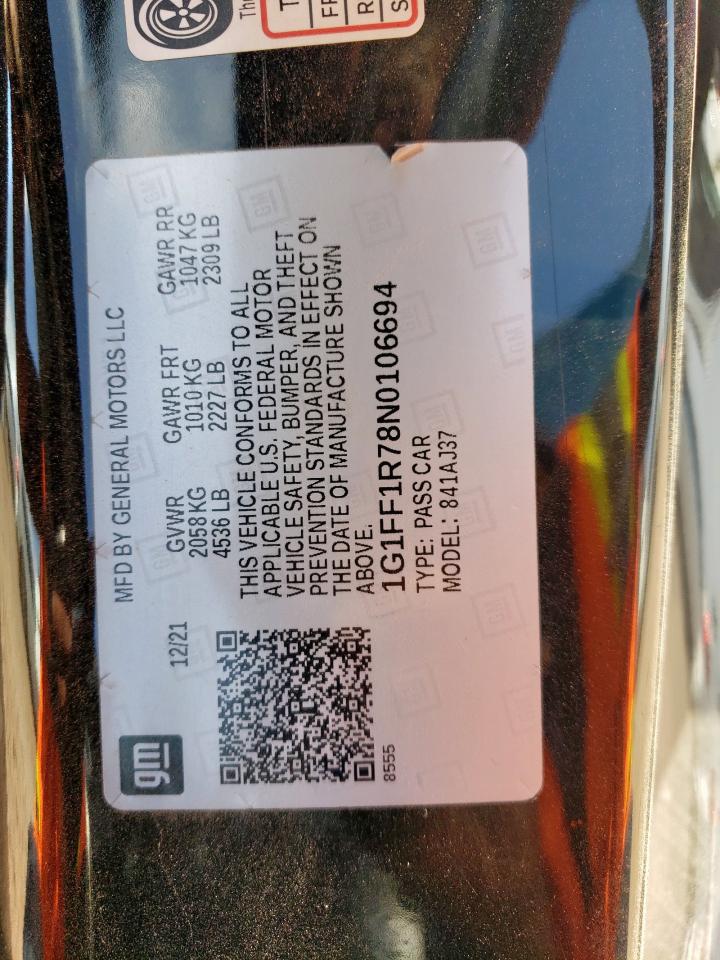 Th
T
FR
R
S
gm
MFD BY GENERAL MOTORS LLC
12/21 GVWR GAWR FRT GAWR RR
2058 KG 1010 KG 1047 KG
4536 LB 2227 LB 2309 LB
THIS VEHICLE CONFORMS TO ALL
APPLICABLE U.S. FEDERAL MOTOR
VEHICLE SAFETY, BUMPER, AND THEFT
PREVENTION STANDARDS IN EFFECT ON
THE DATE OF MANUFACTURE SHOWN
ABOVE.
1G1FF1R78N0106694
TYPE: PASS CAR
MODEL: 841AJ37
8555